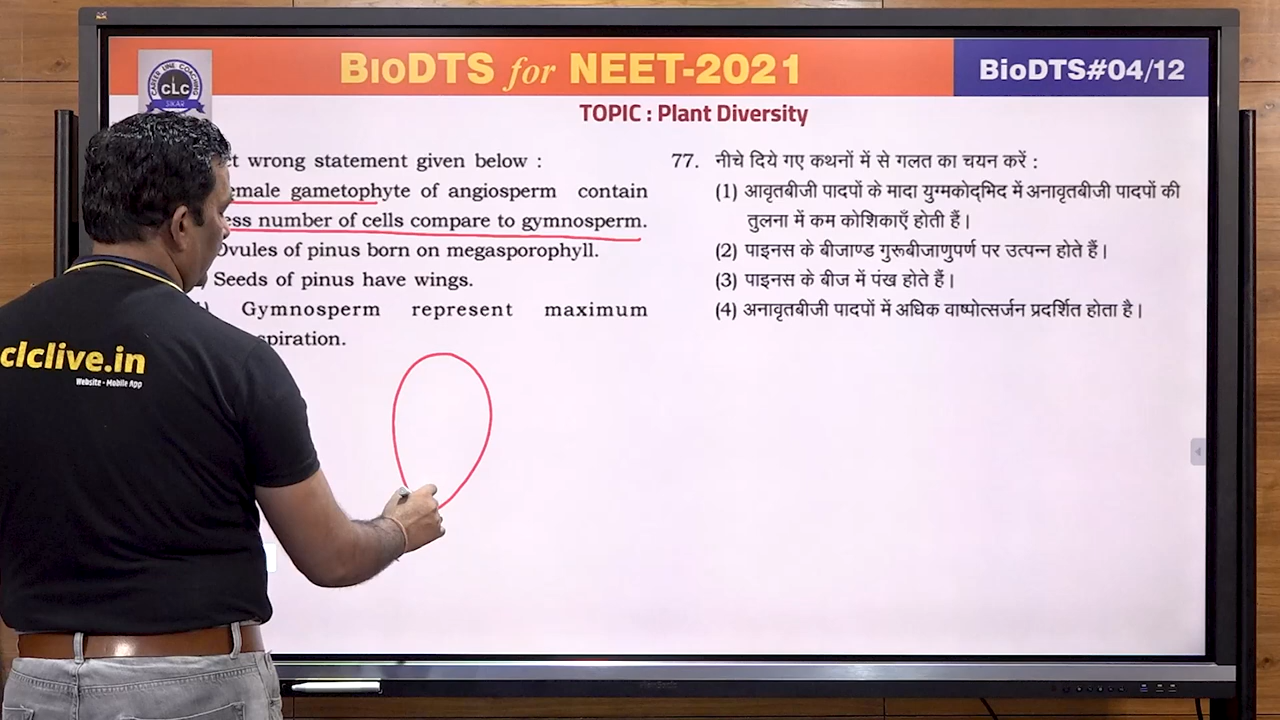 BIODTS for NEET-2021
BioDTS#04/12
CAREER LINE COACHING
CLC
SIKAR
TOPIC : Plant Diversity
wrong statement given below :
gametophyte of angiosperm contain
number of cells compare to gymnosperm.
Ovules of pinus born on megasporophyll.
Seeds of pinus have wings.
Gymnosperm represent maximum
77. नीचे दिये गए कथनों में से गलत का चयन करें :
(1) आवृतबीजी पादपों के मादा युग्मकोद्भिद में अनावृतबीजी पादपों की
तुलना में कम कोशिकाएँ होती हैं।
(2) पाइनस के बीजाण्ड गुरूबीजाणुपर्ण पर उत्पन्न होते हैं।
(3) पाइनस के बीज में पंख होते हैं।
(4) अनावृतबीजी पादपों में अधिक वाष्पोत्सर्जन प्रदर्शित होता है।
clclive.in
Website - Mobile App